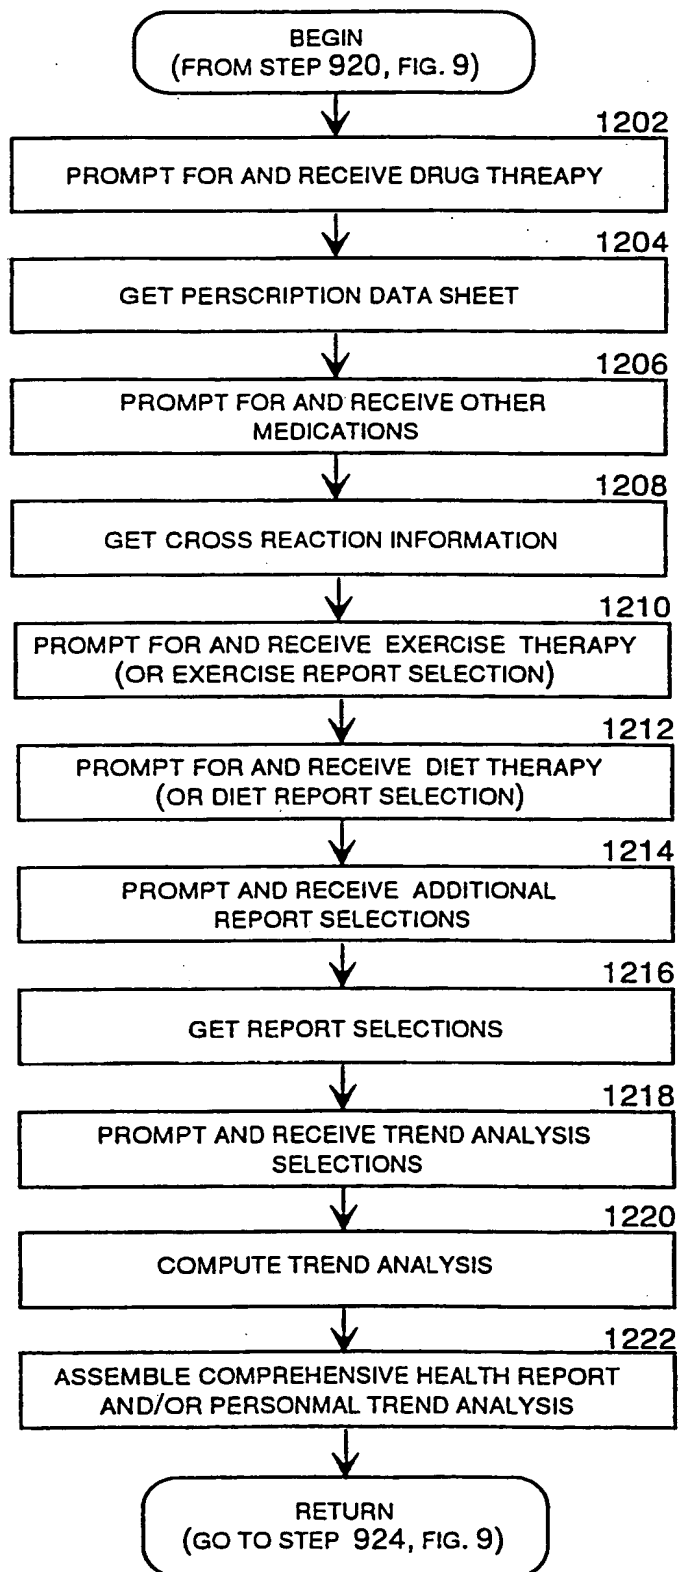 BEGIN
(FROM STEP 920, FIG. 9)
1202
PROMPT FOR AND RECEIVE DRUG THREAPY
1204
GET PERSCRIPTION DATA SHEET
1206
PROMPT FOR AND RECEIVE OTHER
MEDICATIONS
1208
GET CROSS REACTION INFORMATION
1210
PROMPT FOR AND RECEIVE EXERCISE THERAPY
(OR EXERCISE REPORT SELECTION)
1212
PROMPT FOR AND RECEIVE DIET THERAPY
(OR DIET REPORT SELECTION)
1214
PROMPT AND RECEIVE ADDITIONAL
REPORT SELECTIONS
1216
GET REPORT SELECTIONS
1218
PROMPT AND RECEIVE TREND ANALYSIS
SELECTIONS
1220
COMPUTE TREND ANALYSIS
1222
ASSEMBLE COMPREHENSIVE HEALTH REPORT
AND/OR PERSONMAL TREND ANALYSIS
RETURN
(GO TO STEP 924, FIG. 9)